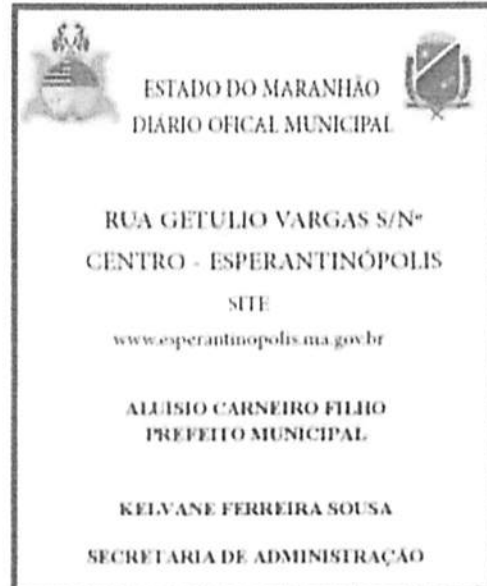 ESTADO DO MARANHÃO
DIÁRIO OFICAL MUNICIPAL
RUA GETULIO VARGAS S/Nº
CENTRO - ESPERANTINÓPOLIS
SITE
www.esperantinopolis.ma.gov.br
ALUISIO CARNEIRO FILHO
PREFEITO MUNICIPAL
KELVANE FERREIRA SOUSA
SECRETARIA DE ADMINISTRAÇÃO